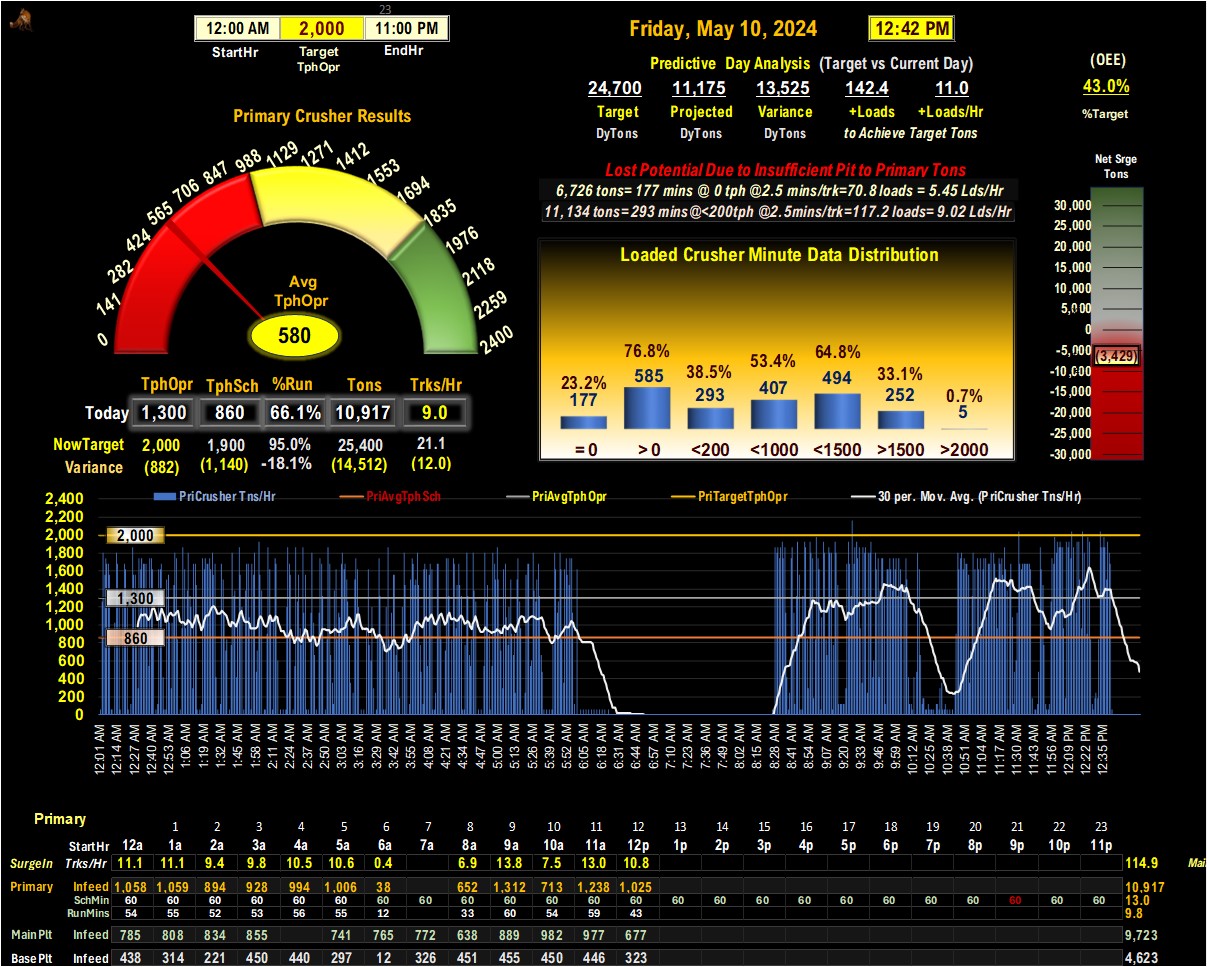 23
12:00 AM 2,000 11:00 PM
StartHr Target TphOpr EndHr
Friday, May 10, 2024 12:42 PM
Predictive Day Analysis (Target vs Current Day)
24,700 11,175 13,525 142.4 11.0
Target Projected Variance +Loads +Loads/Hr
DyTons DyTons DyTons to Achieve Target Tons
(OEE)
43.0%
%Target
Primary Crusher Results
0 141 282 424 565 706 847 988 1129 1271 1412 1553 1694 1835 1976 2118 2259 2400
Avg
TphOpr
580
Lost Potential Due to Insufficient Pit to Primary Tons
6,726 tons= 177 mins @ 0 tph @2.5 mins/trk=70.8 loads = 5.45 Lds/Hr
11,134 tons=293 mins@<200tph @2.5mins/trk=117.2 loads= 9.02 Lds/Hr
Net Srge
Tons
30,000
25,000
20,000
15,000
10,000
5,000
0
-5,000
(3,429)
-10,000
-15,000
-20,000
-25,000
-30,000
Loaded Crusher Minute Data Distribution
23.2% 76.8% 38.5% 53.4% 64.8% 33.1% 0.7%
177 585 293 407 494 252 5
= 0 > 0 <200 <1000 <1500 >1500 >2000
TphOpr TphSch %Run Tons Trks/Hr
Today 1,300 860 66.1% 10,917 9.0
NowTarget 2,000 1,900 95.0% 25,400 21.1
Variance (882) (1,140) -18.1% (14,512) (12.0)
PriCrusher Tns/Hr PriAvgTphSch PriAvgTphOpr PriTargetTphOpr 30 per. Mov. Avg. (PriCrusher Tns/Hr)
2,400
2,200
2,000 2,000
1,800
1,600
1,400
1,200 1,300
1,000
800 860
600
400
200
0
12:01 AM 12:14 AM 12:27 AM 12:40 AM 12:53 AM 1:06 AM 1:19 AM 1:32 AM 1:45 AM 1:58 AM 2:11 AM 2:24 AM 2:37 AM 2:50 AM 3:03 AM 3:16 AM 3:29 AM 3:42 AM 3:55 AM 4:08 AM 4:21 AM 4:34 AM 4:47 AM 5:00 AM 5:13 AM 5:26 AM 5:39 AM 5:52 AM 6:05 AM 6:18 AM 6:31 AM 6:44 AM 6:57 AM 7:10 AM 7:23 AM 7:36 AM 7:49 AM 8:02 AM 8:15 AM 8:28 AM 8:41 AM 8:54 AM 9:07 AM 9:20 AM 9:33 AM 9:46 AM 9:59 AM 10:12 AM 10:25 AM 10:38 AM 10:51 AM 11:04 AM 11:17 AM 11:30 AM 11:43 AM 11:56 AM 12:09 PM 12:22 PM 12:35 PM
Primary 1 2 3 4 5 6 7 8 9 10 11 12 13 14 15 16 17 18 19 20 21 22 23
StartHr 12a 1a 2a 3a 4a 5a 6a 7a 8a 9a 10a 11a 12p 1p 2p 3p 4p 5p 6p 7p 8p 9p 10p 11p
SurgeIn Trks/Hr 11.1 11.1 9.4 9.8 10.5 10.6 0.4 6.9 13.8 7.5 13.0 10.8 114.9
Primary Infeed 1,058 1,059 894 928 994 1,006 38 652 1,312 713 1,238 1,025 10,917
SchMin 60 60 60 60 60 60 60 60 60 60 60 60 60 60 60 60 60 60 60 60 60 60 60 60 13.0
RunMins 54 55 52 53 56 55 12 33 60 54 59 43 9.8
MainPlt Infeed 785 808 834 855 741 765 772 638 889 982 977 677 9,723
BasePlt Infeed 438 314 221 450 440 297 12 326 451 455 450 446 323 4,623